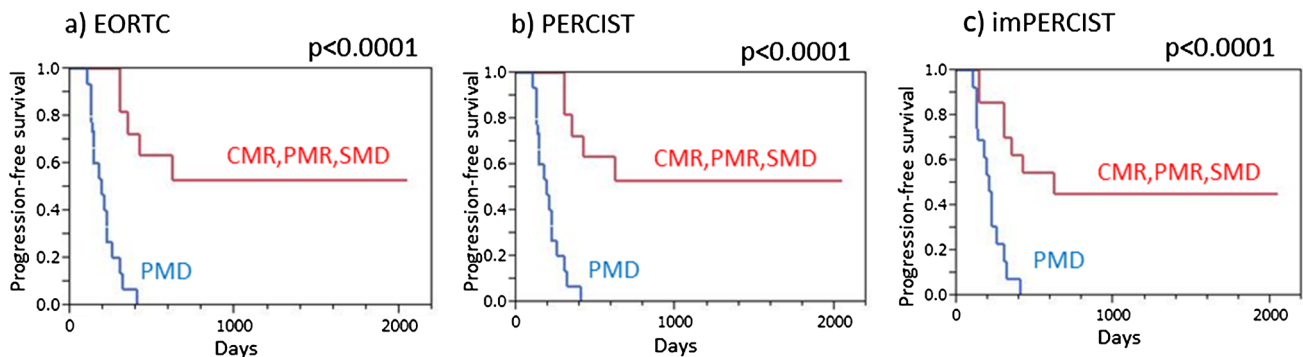 a) EORTC
p<0.0001
Progression-free survival
1.0
0.8
0.6
0.4
0.2
0.0
CMR,PMR,SMD
PMD
0
1000
2000
Days
b) PERCIST
p<0.0001
Progression-free survival
1.0
0.8
0.6
0.4
0.2
0.0
CMR,PMR,SMD
PMD
0
1000
2000
Days
c) imPERCIST
p<0.0001
Progression-free survival
1.0
0.8
0.6
0.4
0.2
0.0
CMR,PMR,SMD
PMD
0
1000
2000
Days